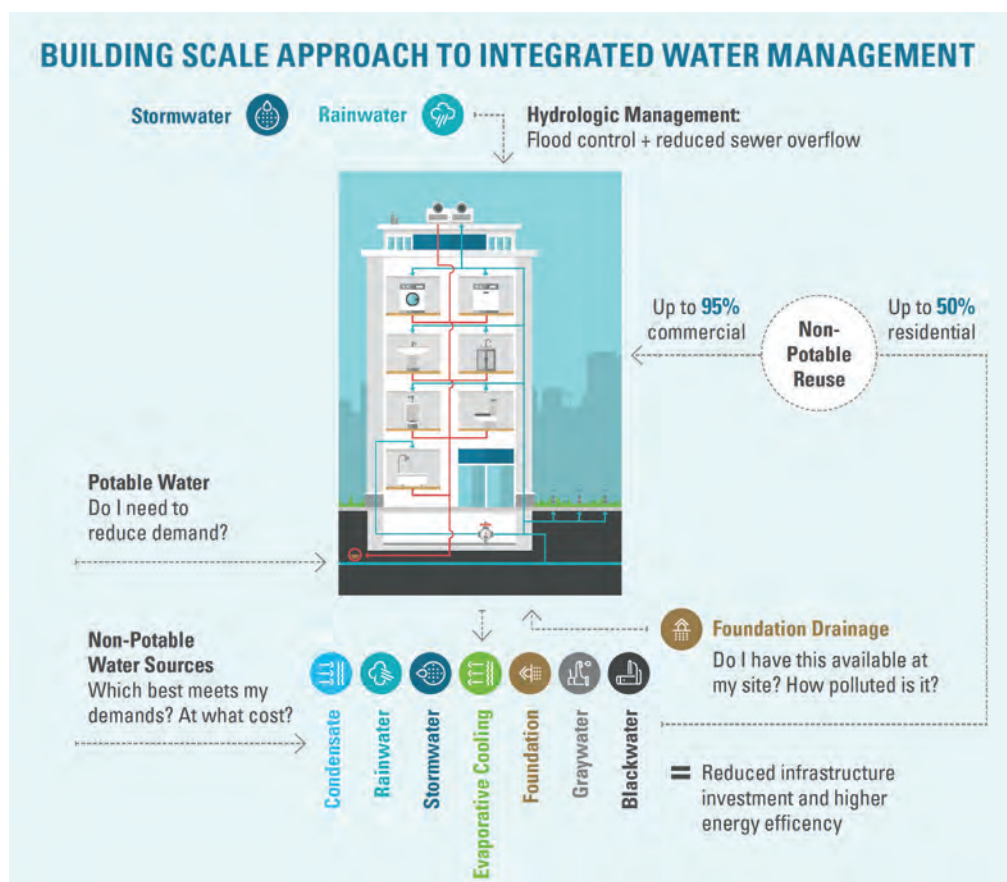 BUILDING SCALE APPROACH TO INTEGRATED WATER MANAGEMENT
Stormwater
Rainwater
Hydrologic Management:
Flood control + reduced sewer overflow
Up to 95%
commercial
Non-
Potable
Reuse
Up to 50%
residential
Potable Water
Do I need to
reduce demand?
Non-Potable
Water Sources
Which best meets my
demands? At what cost?
Foundation Drainage
Do I have this available at
my site? How polluted is it?
Condensate
Rainwater
Stormwater
Evaporative Cooling
Foundation
Graywater
Blackwater
= Reduced infrastructure
investment and higher
energy efficency